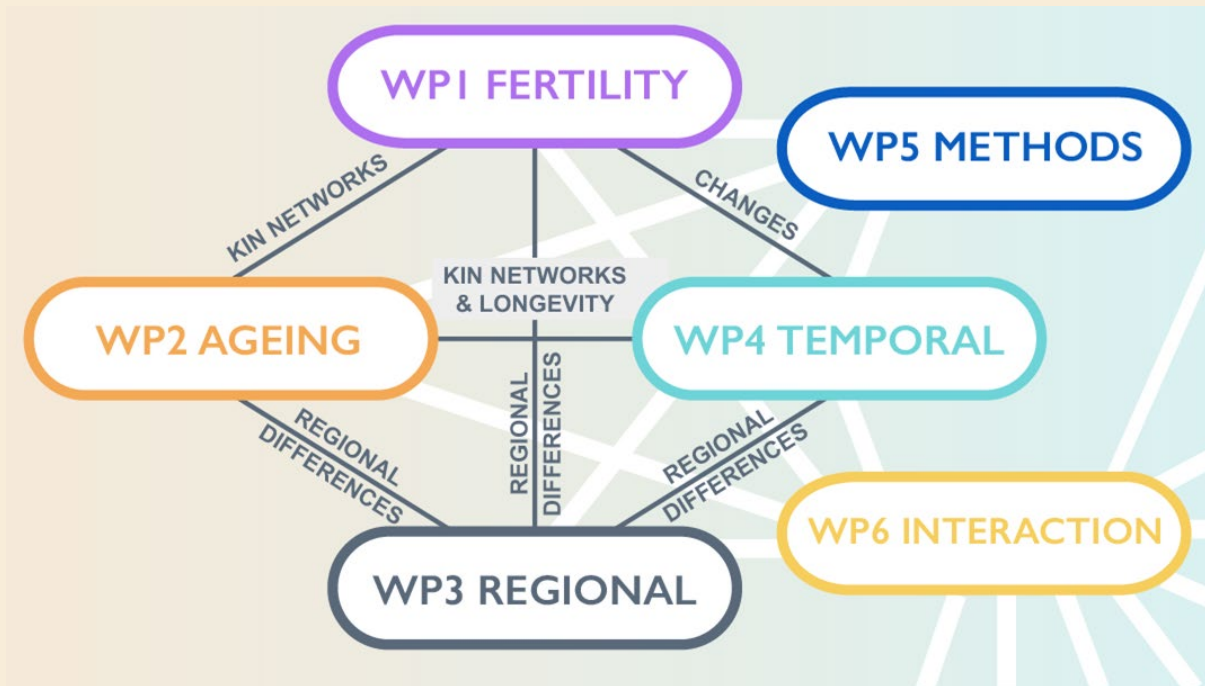 WP1 FERTILITY
WP5 METHODS
KIN NETWORKS
CHANGES
KIN NETWORKS
& LONGEVITY
WP2 AGEING
WP4 TEMPORAL
REGIONAL
DIFFERENCES
REGIONAL
DIFFERENCES
REGIONAL
DIFFERENCES
WP6 INTERACTION
WP3 REGIONAL